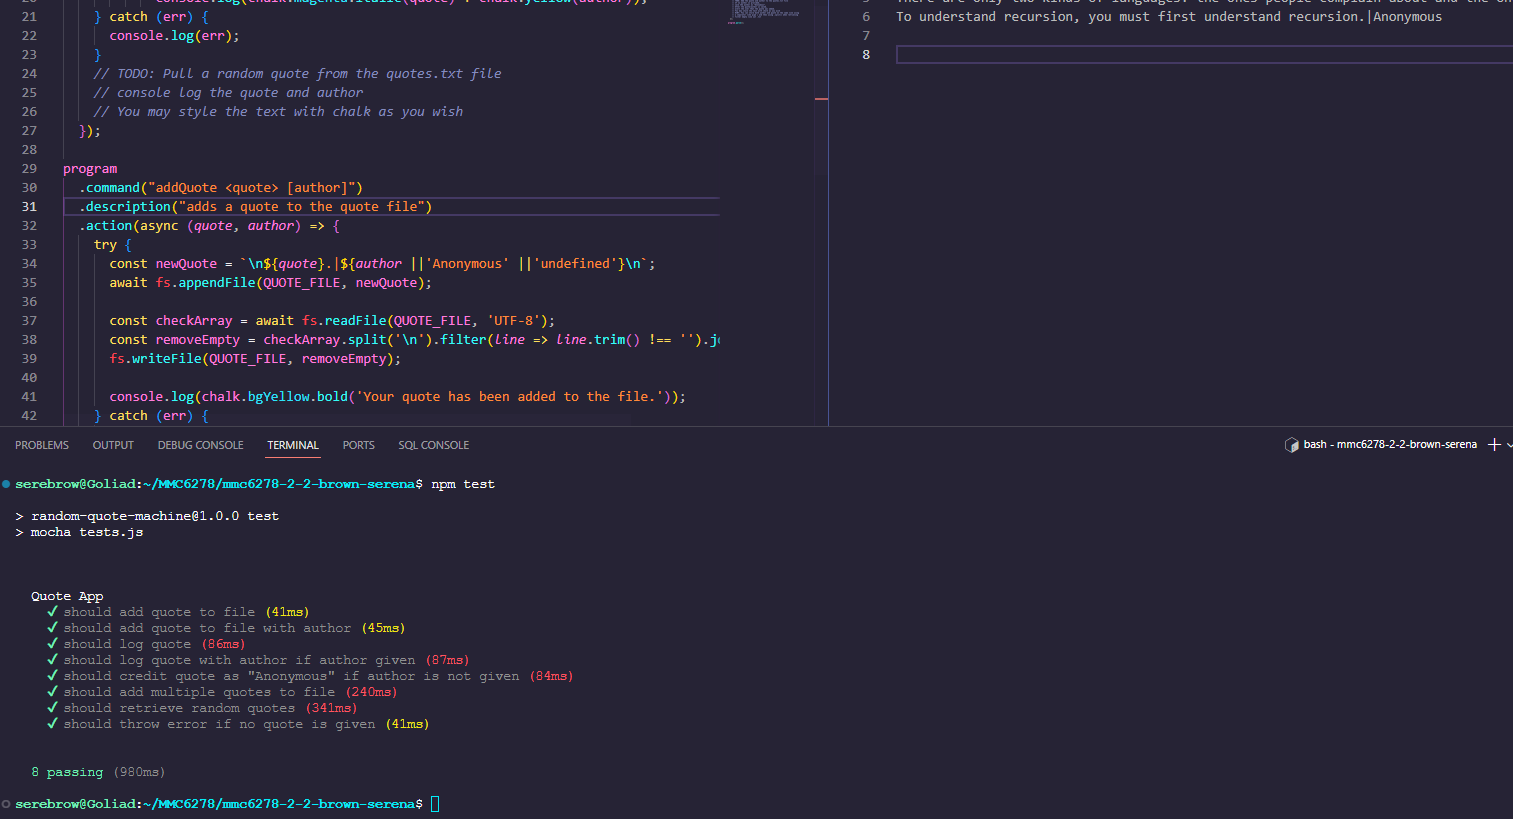 21 } catch (err) {
22 console.log(err);
23 }
24 // TODO: Pull a random quote from the quotes.txt file
25 // console log the quote and author
26 // You may style the text with chalk as you wish
27 });
28
29 program
30 .command("addQuote <quote> [author]")
31 .description("adds a quote to the quote file")
32 .action(async (quote, author) => {
33 try {
34 const newQuote = `\n${quote}.|${author ||'Anonymous' ||'undefined'}\n`;
35 await fs.appendFile(QUOTE_FILE, newQuote);
36
37 const checkArray = await fs.readFile(QUOTE_FILE, 'UTF-8');
38 const removeEmpty = checkArray.split('\n').filter(line => line.trim() !== '').j
39 fs.writeFile(QUOTE_FILE, removeEmpty);
40
41 console.log(chalk.bgYellow.bold('Your quote has been added to the file.'));
42 } catch (err) {
6 To understand recursion, you must first understand recursion.|Anonymous
7
8
PROBLEMS OUTPUT DEBUG CONSOLE TERMINAL PORTS SQL CONSOLE
bash - mmc6278-2-2-brown-serena
serebrow@Goliad:~/MMC6278/mmc6278-2-2-brown-serena$ npm test
> random-quote-machine@1.0.0 test
> mocha tests.js
Quote App
✓ should add quote to file (41ms)
✓ should add quote to file with author (45ms)
✓ should log quote (86ms)
✓ should log quote with author if author given (87ms)
✓ should credit quote as "Anonymous" if author is not given (84ms)
✓ should add multiple quotes to file (240ms)
✓ should retrieve random quotes (341ms)
✓ should throw error if no quote is given (41ms)
8 passing (980ms)
serebrow@Goliad:~/MMC6278/mmc6278-2-2-brown-serena$